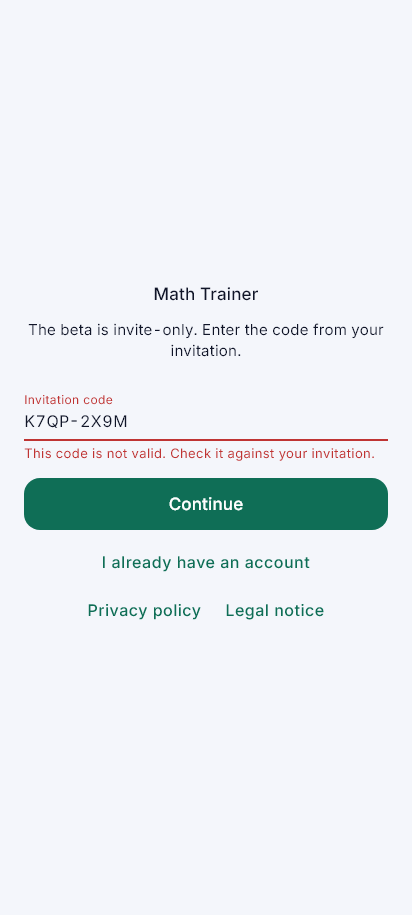 Math Trainer
The beta is invite-only. Enter the code from your
invitation.
Invitation code
K7QP-2X9M
This code is not valid. Check it against your invitation.
Continue
I already have an account
Privacy policy Legal notice